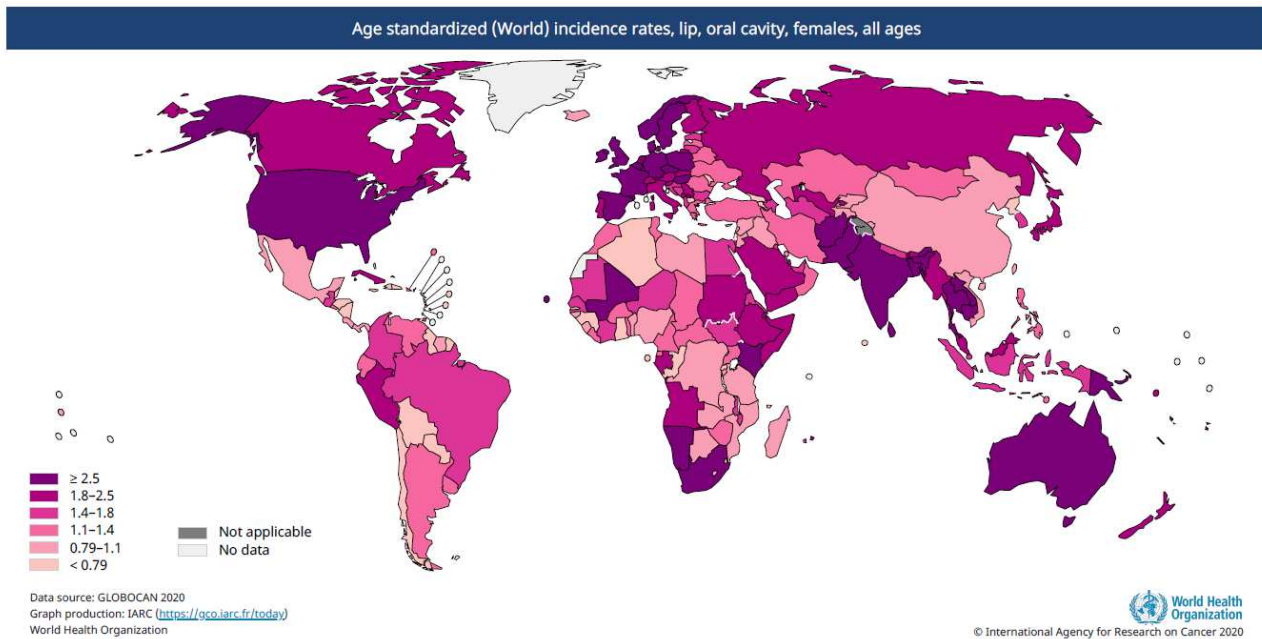 Age standardized (World) incidence rates, lip, oral cavity, females, all ages
≥ 2.5
1.8–2.5
1.4–1.8
1.1–1.4
0.79–1.1
< 0.79
Not applicable
No data
Data source: GLOBOCAN 2020
Graph production: IARC (https://gco.iarc.fr/today)
World Health Organization
World Health
Organization
© International Agency for Research on Cancer 2020